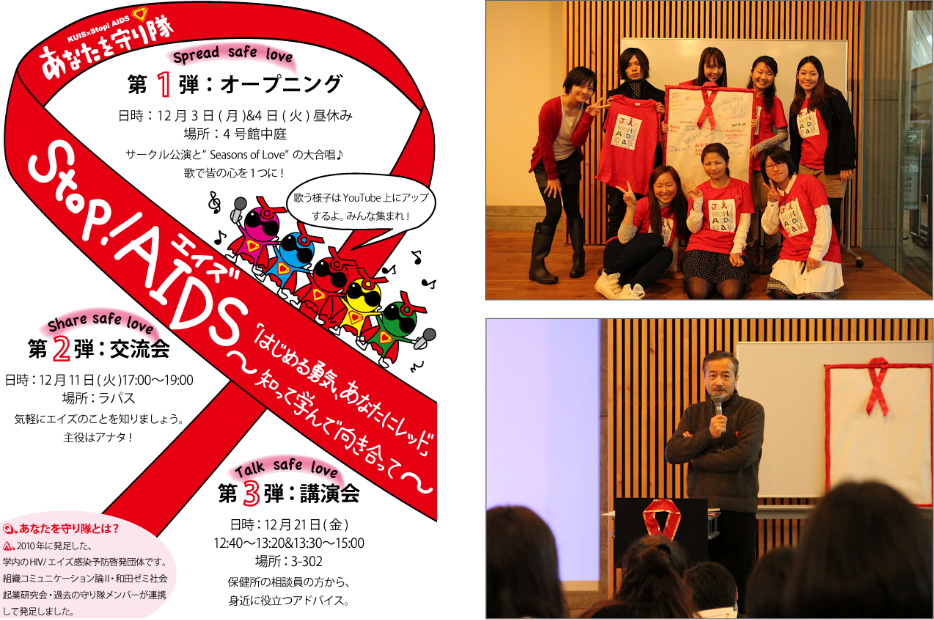 KUIS×Stop! AIDS
あなたを守り隊
Spread safe love
第1弾：オープニング
日時：12月3日(月)&4日(火)昼休み
場所：4号館中庭
サークル公演と”Seasons of Love”の大合唱♪
歌で皆の心を1つに！
歌う様子はYouTube上にアップ
するよ。みんな集まれ！
Stop!AIDS
エイズ
～「はじめる勇気、あなたにレッド」
知って学んで向き合って～
Share safe love
第2弾：交流会
日時：12月11日(火)17:00～19:00
場所：ラパス
気軽にエイズのことを知りましょう。
主役はアナタ！
Talk safe love
第3弾：講演会
日時：12月21日(金)
12:40～13:20&13:30～15:00
場所：3-302
保健所の相談員の方から、
身近に役立つアドバイス。
Q、あなたを守り隊とは？
A、2010年に発足した、
学内のHIV/エイズ感染予防啓発団体です。
組織コミュニケーション論Ⅱ・和田ゼミ社会
起業研究会・過去の守り隊メンバーが連携
して発足しました。